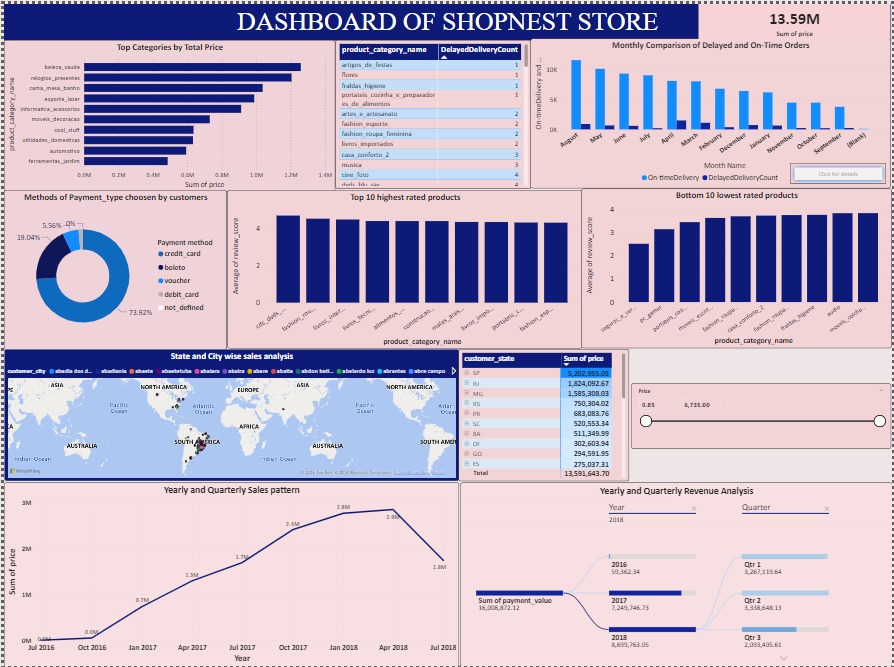 DASHBOARD OF SHOPNEST STORE
13.59M
Sum of price
Top Categories by Total Price
product_category_name
beleza_saude
relogios_presentes
cama_mesa_banho
esporte_lazer
informatica_acessorios
moveis_decoracao
cool_stuff
utilidades_domesticas
automotivo
ferramentas_jardim
0.0M 0.2M 0.4M 0.6M 0.8M 1.0M 1.2M 1.4M
Sum of price
product_category_name DelayedDeliveryCount
artigos_de_festas 1
flores 1
fraldas_higiene 1
portateis_cozinha_e_preparador 1
es_de_alimentos
artes_e_artesanato 2
fashion_esporte 2
fashion_roupa_feminina 2
livros_importados 2
casa_conforto_2 3
musica 3
cine_foto 4
dvds_blu_ray 4
Monthly Comparison of Delayed and On-Time Orders
On-timeDelivery and ...
10K
5K
0K
August May June July April March February December January November October September (Blank)
Month Name
On-timeDelivery DelayedDeliveryCount
Click for details
Methods of Payment_type choosen by customers
5.56%
0%
19.04%
73.92%
Payment method
credit_card
boleto
voucher
debit_card
not_defined
Top 10 highest rated products
Average of review_score
4
2
0
cds_dvds_... fashion_rou... livros_inter... livros_tecni... alimentos_... construcao... malas_aces... livros_impo... portateis_c... fashion_esp...
product_category_name
Bottom 10 lowest rated products
Average of review_score
4
3
2
1
0
seguros_e_ser... pc_gamer portateis_coz... moveis_escri... fashion_roupa... casa_conforto_2 fashion_roupa... fraldas_higiene audio moveis_colcha...
product_category_name
State and City wise sales analysis
customer_city abadia dos d... abadiania abaete abaetetuba abaiara abaira abare abatia abdon bati... abelardo luz abrantes abre campo
ASIA NORTH AMERICA EUROPE ASIA NORTH AMERICA
Pacific Ocean Atlantic Ocean Pacific Ocean
AFRICA
AUSTRALIA SOUTH AMERICA AUSTRALIA SOUTH AM
Indian Ocean Indian Ocean
Microsoft Bing
customer_state Sum of price
SP 5,202,955.05
RJ 1,824,092.67
MG 1,585,308.03
RS 750,304.02
PR 683,083.76
SC 520,553.34
BA 511,349.99
DF 302,603.94
GO 294,591.95
ES 275,037.31
Total 13,591,643.70
Price
0.85 6,735.00
Yearly and Quarterly Sales pattern
Sum of price
3M
2M
1M
0M
0.0M 0.0M 0.7M 1.3M 1.7M 2.4M 2.8M 2.9M 1.8M
Jul 2016 Oct 2016 Jan 2017 Apr 2017 Jul 2017 Oct 2017 Jan 2018 Apr 2018 Jul 2018
Year
Yearly and Quarterly Revenue Analysis
Year Quarter
2018
Sum of payment_value
16,008,872.12
2016
59,362.34
2017
7,249,746.73
2018
8,699,763.05
Qtr 1
3,267,119.64
Qtr 2
3,338,648.13
Qtr 3
2,093,405.61